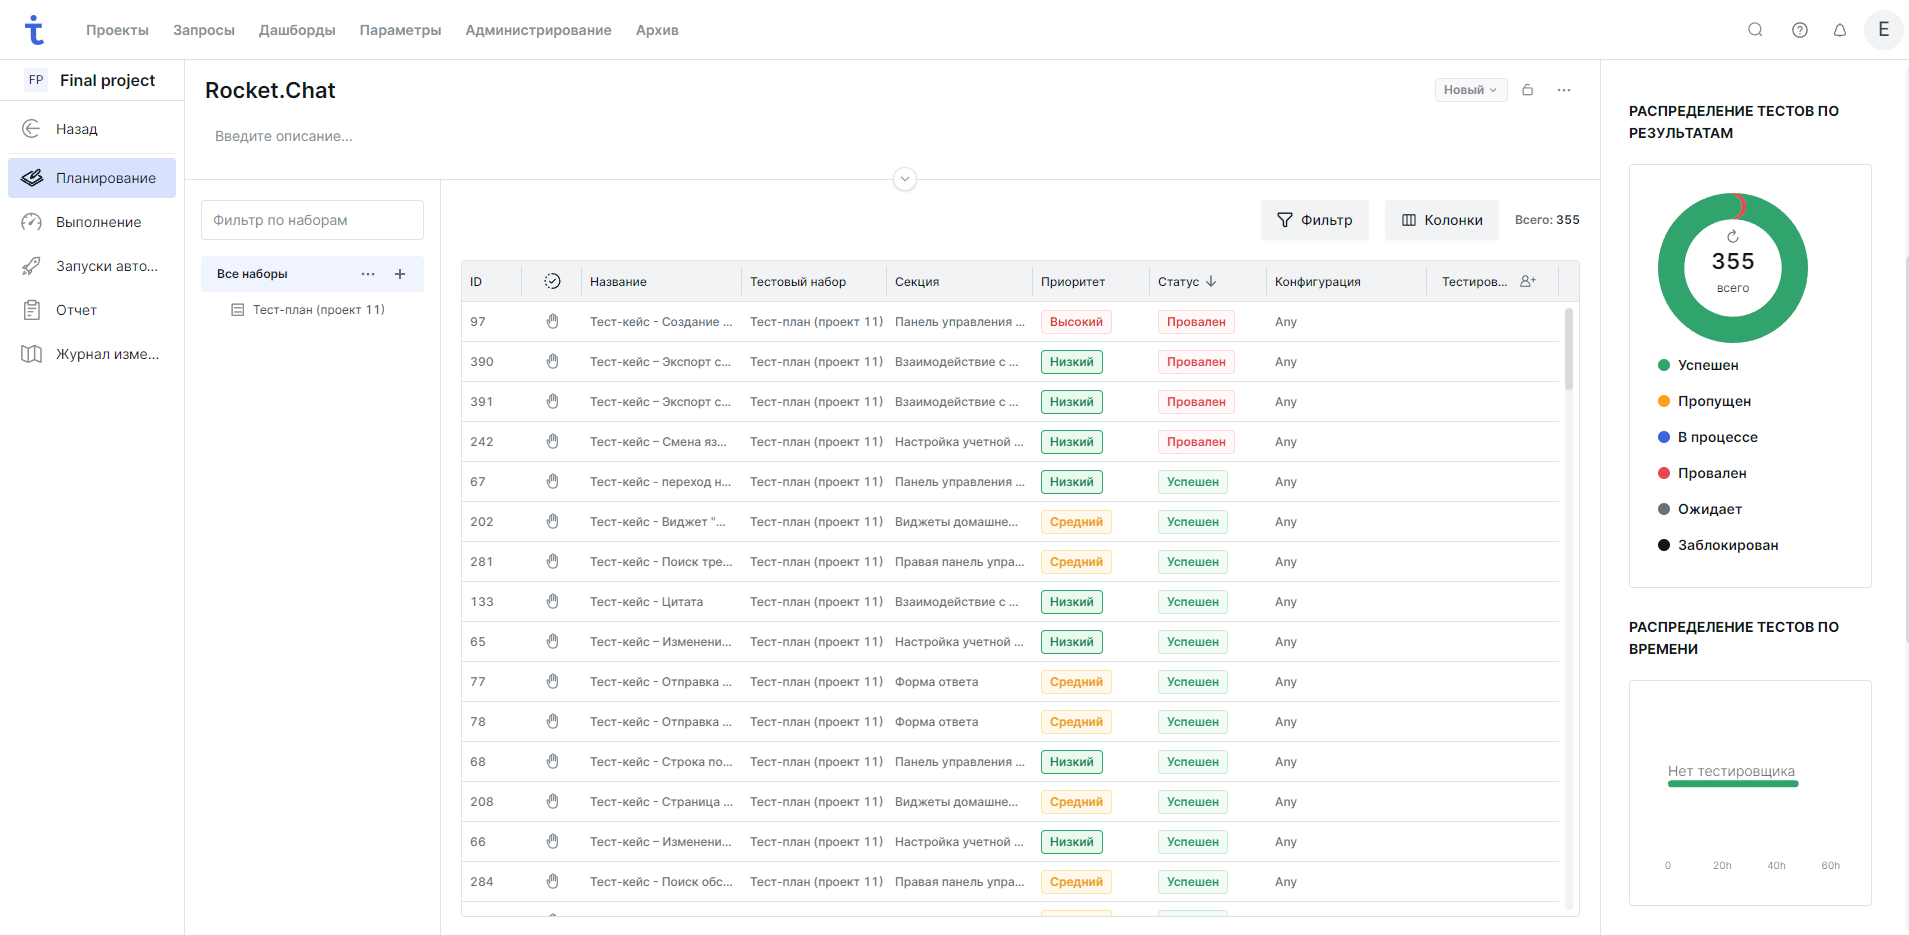 Проекты Запросы Дашборды Параметры Администрирование Архив E
FP Final project
Назад
Планирование
Выполнение
Запуски авто...
Отчет
Журнал изме...
Rocket.Chat
Новый
Введите описание...
Фильтр по наборам
Все наборы
Тест-план (проект 11)
Фильтр Колонки Всего: 355
ID Название Тестовый набор Секция Приоритет Статус Конфигурация Тестиров...
97 Тест-кейс - Создание ... Тест-план (проект 11) Панель управления ... Высокий Провален Any
390 Тест-кейс – Экспорт с... Тест-план (проект 11) Взаимодействие с ... Низкий Провален Any
391 Тест-кейс – Экспорт с... Тест-план (проект 11) Взаимодействие с ... Низкий Провален Any
242 Тест-кейс – Смена яз... Тест-план (проект 11) Настройка учетной ... Низкий Провален Any
67 Тест-кейс - переход н... Тест-план (проект 11) Панель управления ... Низкий Успешен Any
202 Тест-кейс - Виджет "... Тест-план (проект 11) Виджеты домашне... Средний Успешен Any
281 Тест-кейс - Поиск тре... Тест-план (проект 11) Правая панель упра... Средний Успешен Any
133 Тест-кейс - Цитата Тест-план (проект 11) Взаимодействие с ... Низкий Успешен Any
65 Тест-кейс – Изменени... Тест-план (проект 11) Настройка учетной ... Низкий Успешен Any
77 Тест-кейс - Отправка ... Тест-план (проект 11) Форма ответа Средний Успешен Any
78 Тест-кейс - Отправка ... Тест-план (проект 11) Форма ответа Средний Успешен Any
68 Тест-кейс - Строка по... Тест-план (проект 11) Панель управления ... Низкий Успешен Any
208 Тест-кейс - Страница ... Тест-план (проект 11) Виджеты домашне... Средний Успешен Any
66 Тест-кейс – Изменени... Тест-план (проект 11) Настройка учетной ... Низкий Успешен Any
284 Тест-кейс - Поиск обс... Тест-план (проект 11) Правая панель упра... Средний Успешен Any
РАСПРЕДЕЛЕНИЕ ТЕСТОВ ПО
РЕЗУЛЬТАТАМ
355
всего
Успешен
Пропущен
В процессе
Провален
Ожидает
Заблокирован
РАСПРЕДЕЛЕНИЕ ТЕСТОВ ПО
ВРЕМЕНИ
Нет тестировщика
0 20h 40h 60h